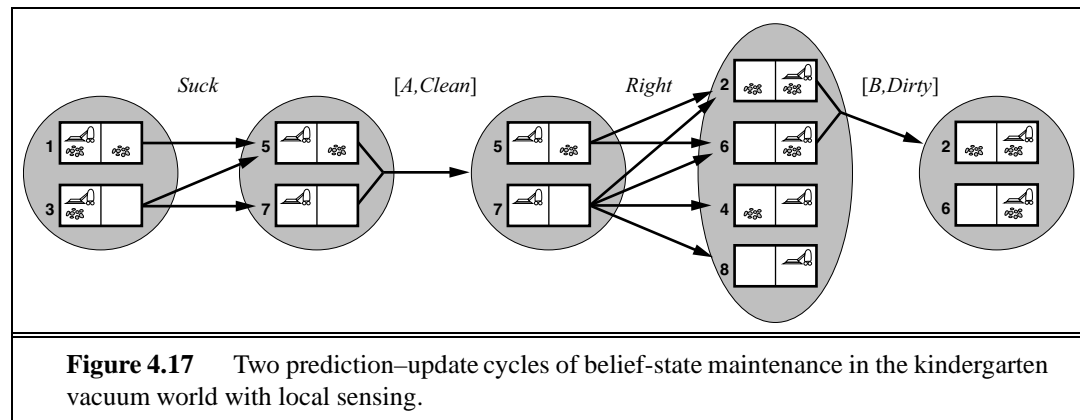 Suck [A,Clean] Right [B,Dirty]
2
1 5 5 6 2
3 7 7 4 6
8
Figure 4.17 Two prediction–update cycles of belief-state maintenance in the kindergarten
vacuum world with local sensing.